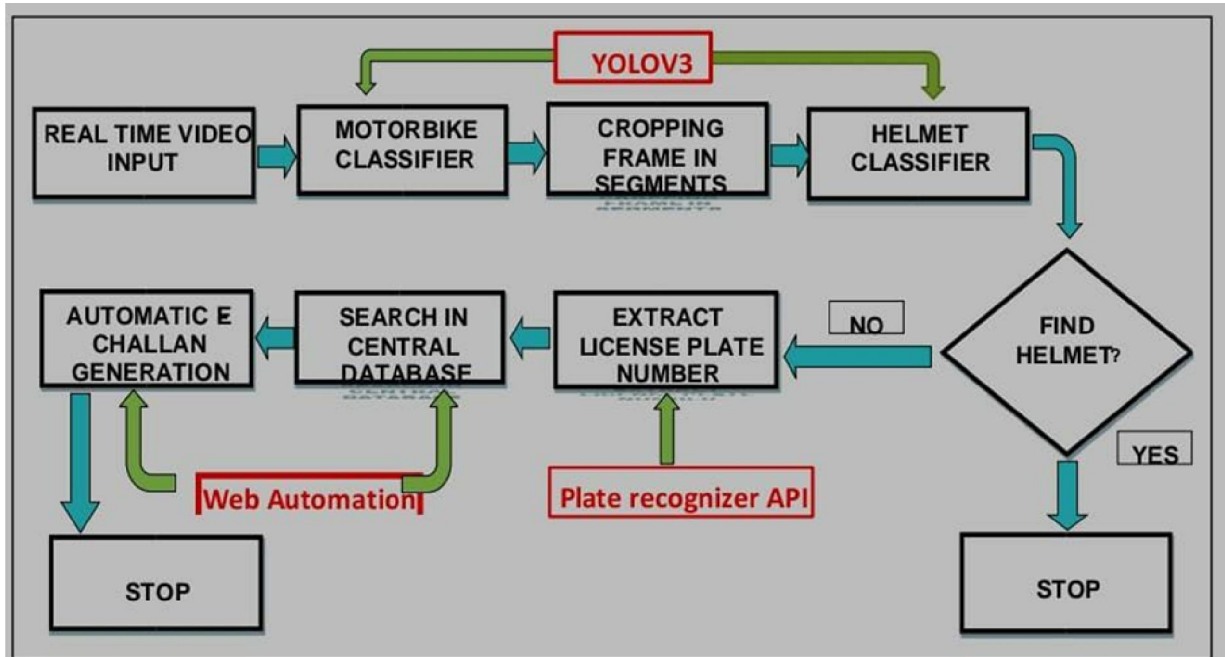 YOLOV3
REAL TIME VIDEO
INPUT
MOTORBIKE
CLASSIFIER
CROPPING
FRAME IN
SEGMENTS
HELMET
CLASSIFIER
FIND
HELMET?
NO
YES
EXTRACT
LICENSE PLATE
NUMBER
SEARCH IN
CENTRAL
DATABASE
AUTOMATIC E
CHALLAN
GENERATION
Web Automation
Plate recognizer API
STOP
STOP